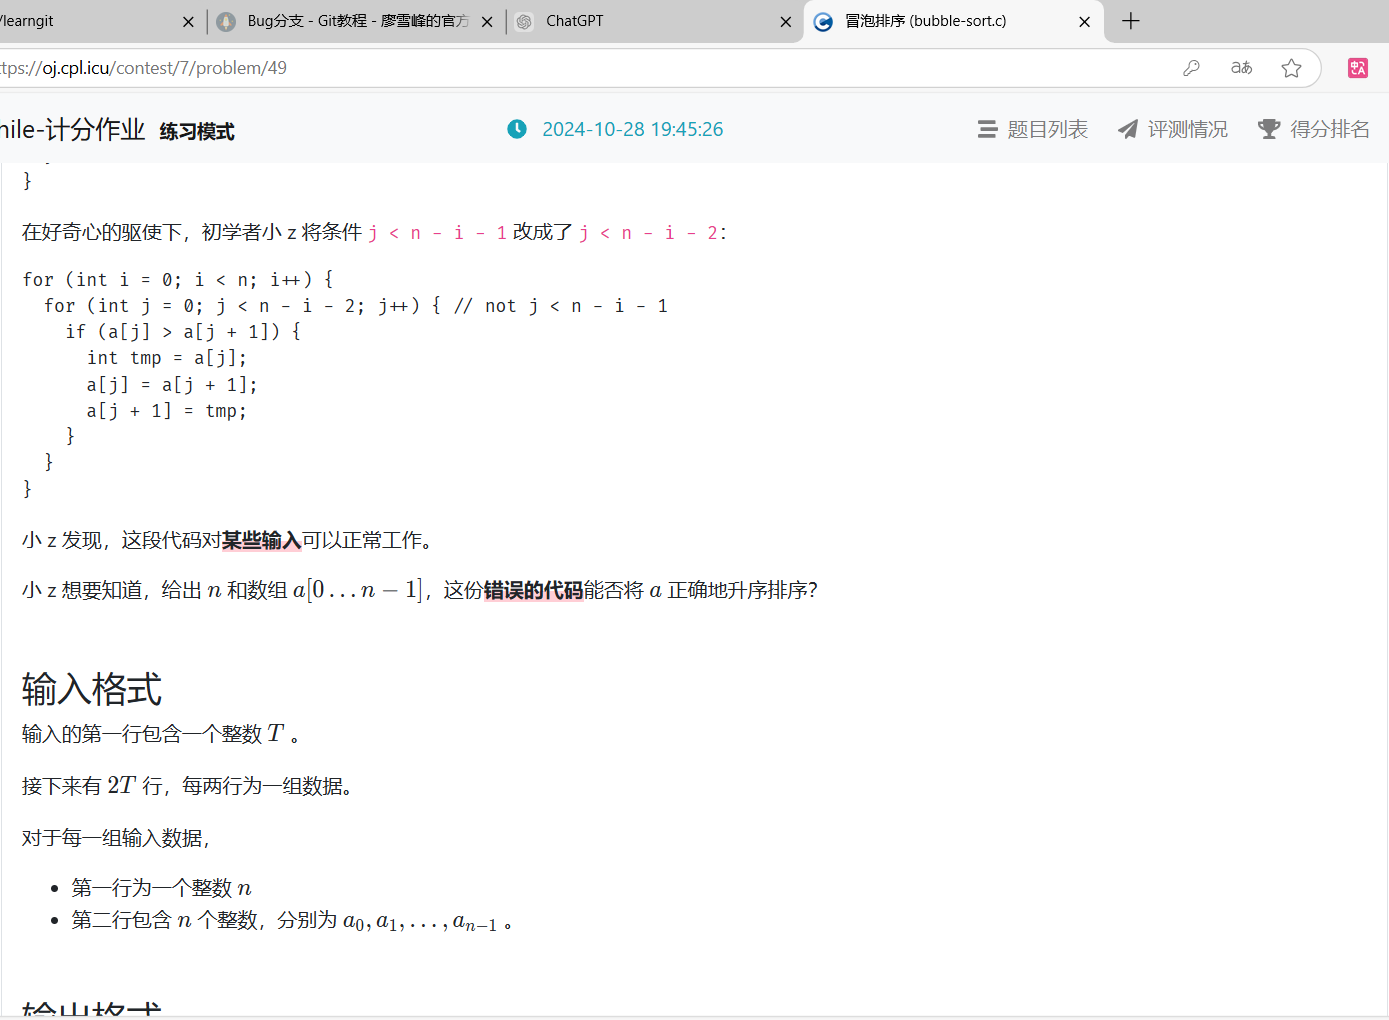 /learngit
Bug分支 - Git教程 - 廖雪峰的官方
ChatGPT
冒泡排序 (bubble-sort.c)
ttps://oj.cpl.icu/contest/7/problem/49
hile-计分作业 练习模式
2024-10-28 19:45:26
题目列表
评测情况
得分排名
}
在好奇心的驱使下，初学者小 z 将条件 j < n - i - 1 改成了 j < n - i - 2：
for (int i = 0; i < n; i++) {
for (int j = 0; j < n - i - 2; j++) { // not j < n - i - 1
if (a[j] > a[j + 1]) {
int tmp = a[j];
a[j] = a[j + 1];
a[j + 1] = tmp;
}
}
}
小 z 发现，这段代码对某些输入可以正常工作。
小 z 想要知道，给出 n 和数组 a[0…n − 1]，这份错误的代码能否将 a 正确地升序排序？
输入格式
输入的第一行包含一个整数 T 。
接下来有 2T 行，每两行为一组数据。
对于每一组输入数据，
• 第一行为一个整数 n
• 第二行包含 n 个整数，分别为 a₀, a₁, …, aₙ₋₁ 。
输出格式